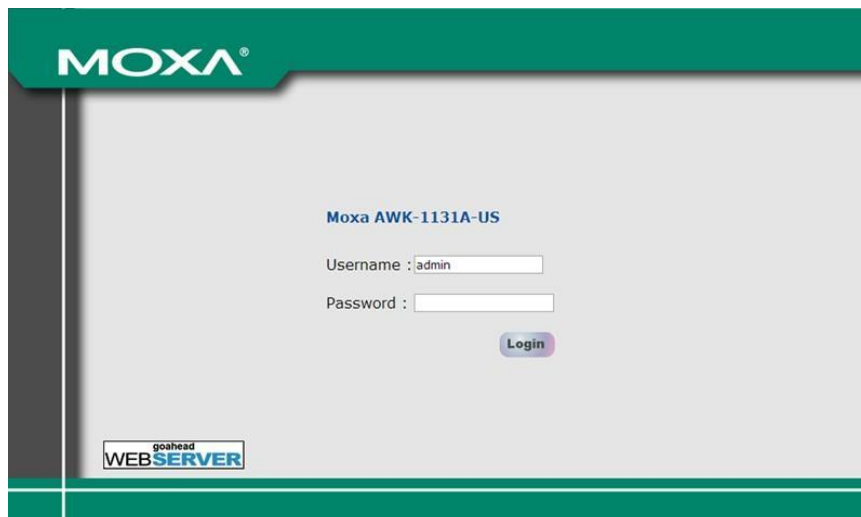 MOXA®
Moxa AWK-1131A-US
Username : admin
Password :
Login
goahead
WEBSERVER